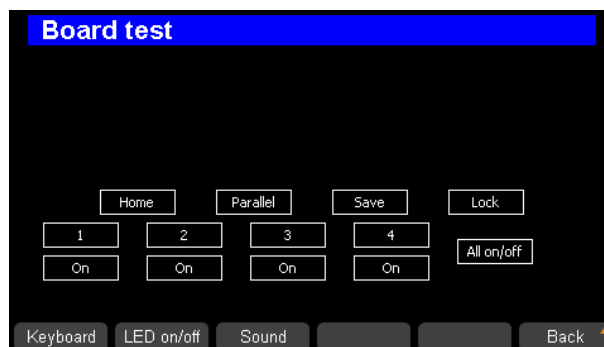 Board test
Home Parallel Save Lock
1 2 3 4
All on/off
On On On On
Keyboard LED on/off Sound Back